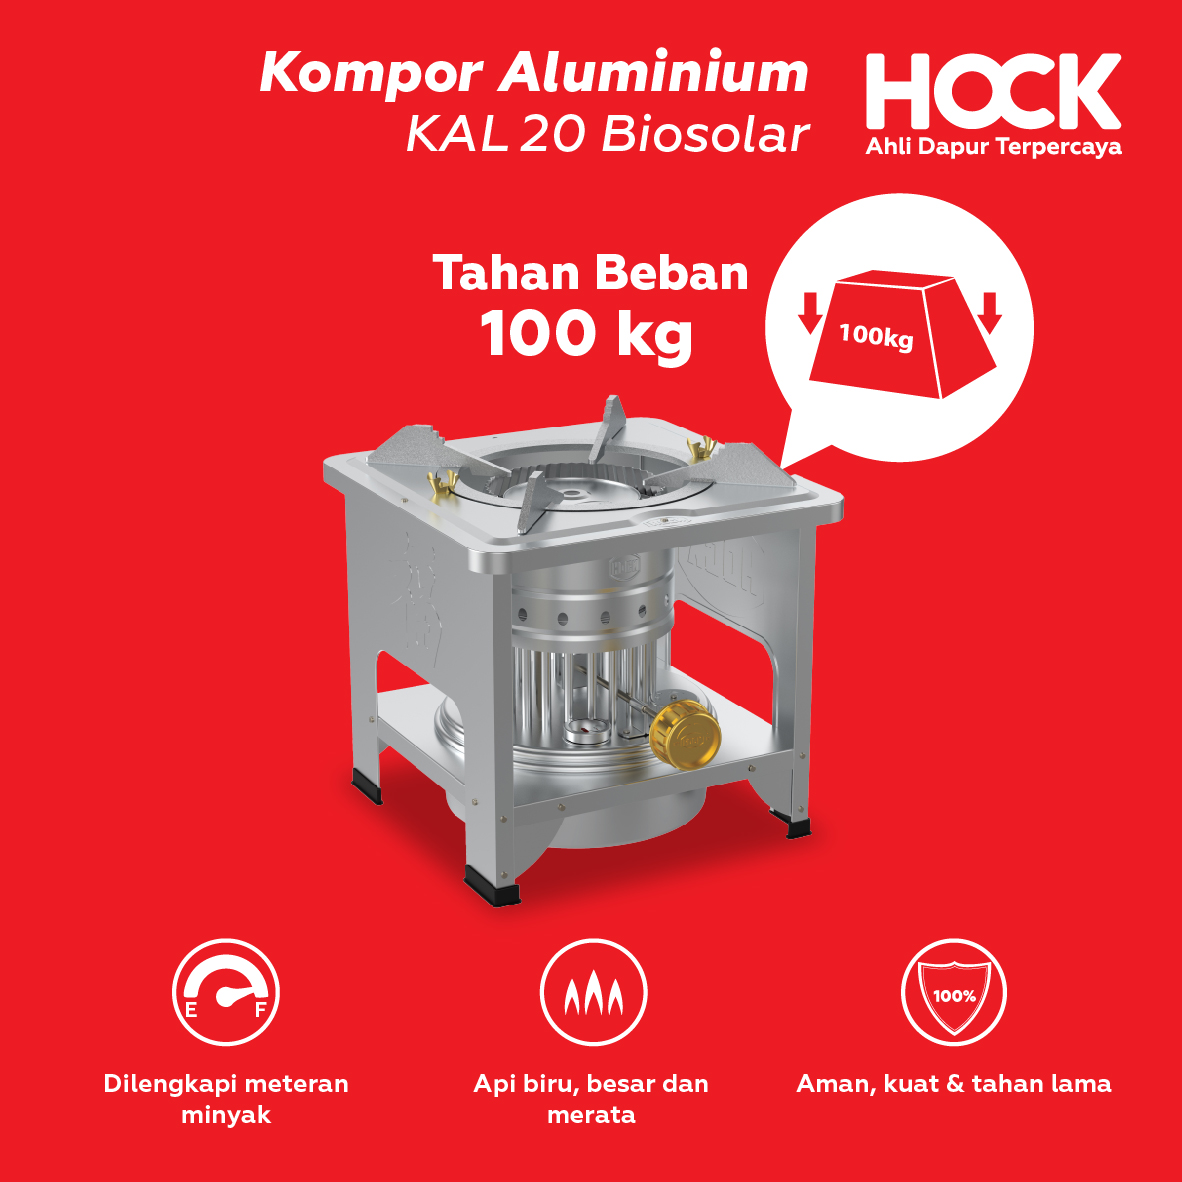 Kompor Aluminium
KAL 20 Biosolar
HOCK
Ahli Dapur Terpercaya
Tahan Beban
100 kg
100kg
HOCK
E F
100%
Dilengkapi meteran
minyak
Api biru, besar dan
merata
Aman, kuat & tahan lama